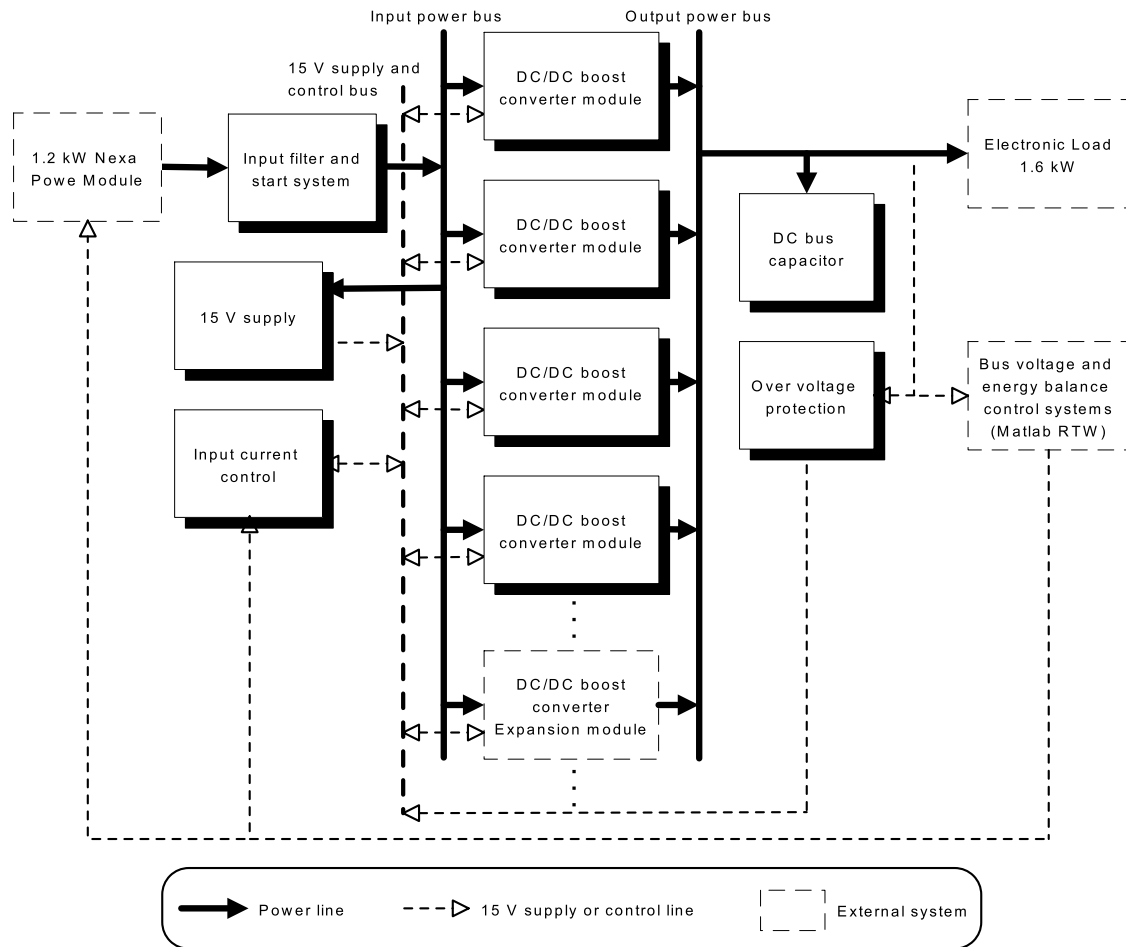 Input power bus
Output power bus
15 V supply and
control bus
1.2 kW Nexa
Powe Module
Input filter and
start system
15 V supply
Input current
control
DC/DC boost
converter module
DC/DC boost
converter module
DC/DC boost
converter module
DC/DC boost
converter module
DC/DC boost
converter
Expansion module
Electronic Load
1.6 kW
DC bus
capacitor
Over voltage
protection
Bus voltage and
energy balance
control systems
(Matlab RTW)
Power line
15 V supply or control line
External system